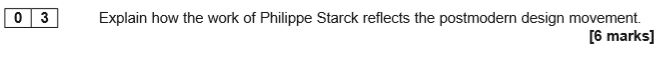 0 3 Explain how the work of Philippe Starck reflects the postmodern design movement.
[6 marks]